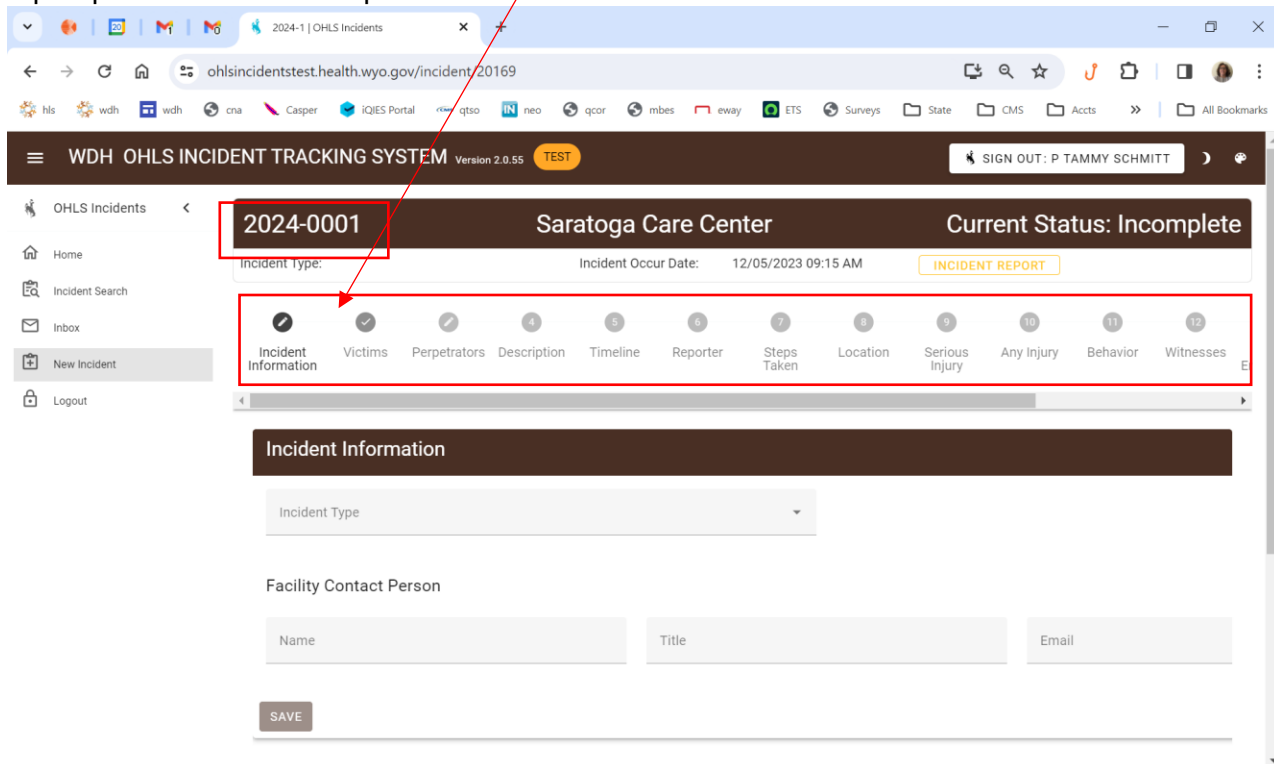 2024-1 | OHLS Incidents
ohlsincidentstest.health.wyo.gov/incident/20169
hls wdh wdh cna Casper iQIES Portal qtso neo qcor mbes eway ETS Surveys State CMS Accts All Bookmarks
WDH OHLS INCIDENT TRACKING SYSTEM Version 2.0.55 TEST SIGN OUT: P TAMMY SCHMITT
OHLS Incidents
Home
Incident Search
Inbox
New Incident
Logout
2024-0001 Saratoga Care Center Current Status: Incomplete
Incident Type: Incident Occur Date: 12/05/2023 09:15 AM INCIDENT REPORT
4 5 6 7 8 9 10 11 12
Incident Information Victims Perpetrators Description Timeline Reporter Steps Taken Location Serious Injury Any Injury Behavior Witnesses
Incident Information
Incident Type
Facility Contact Person
Name Title Email
SAVE